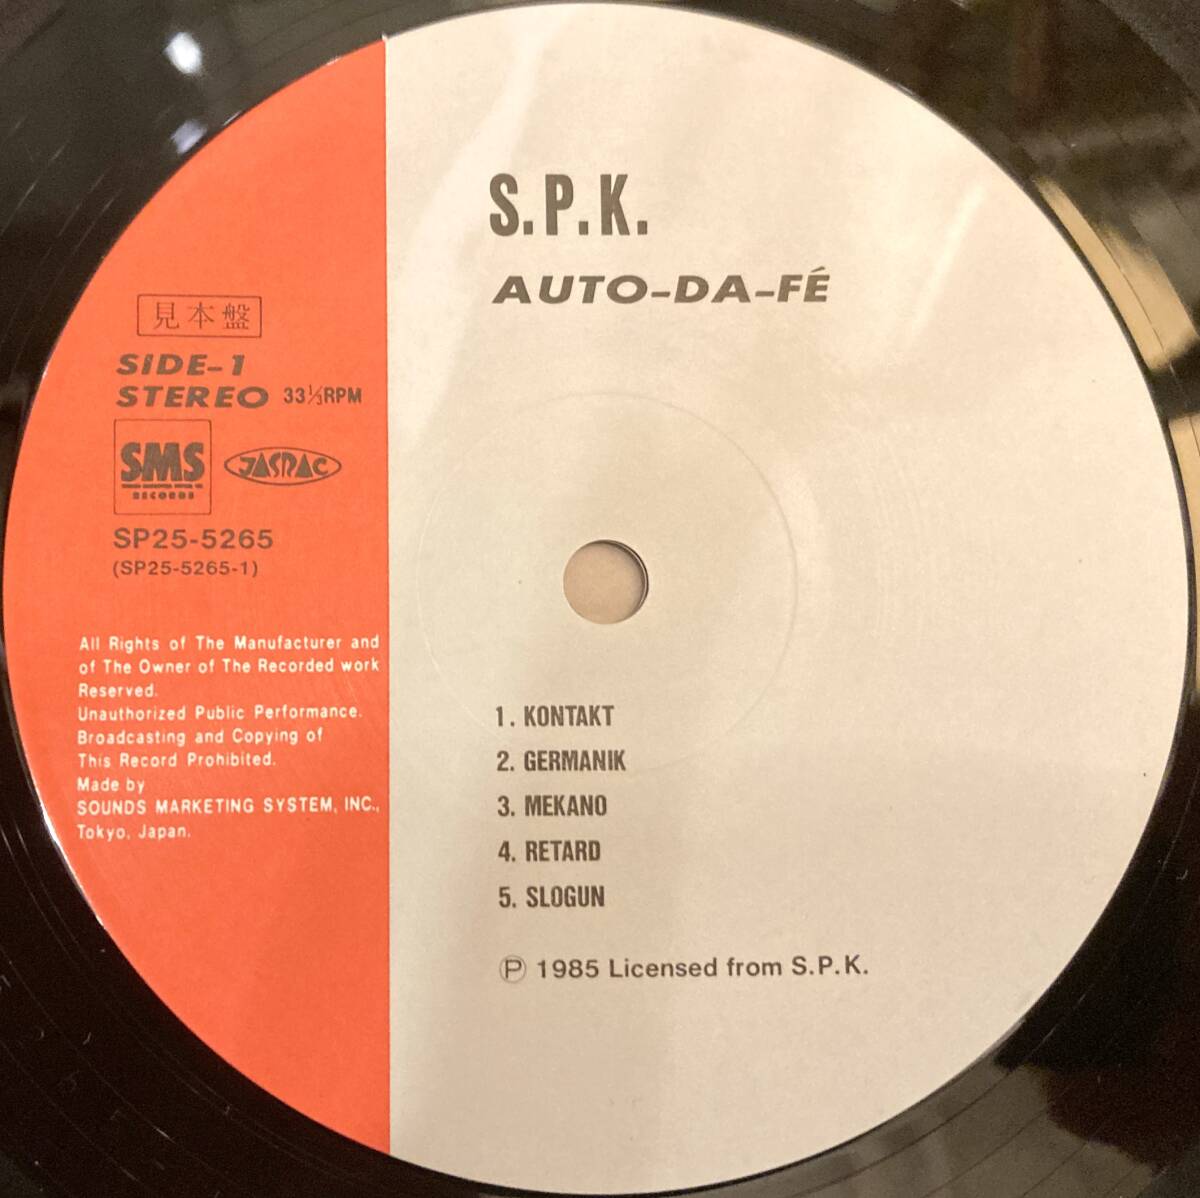 S.P.K.
AUTO-DA-FÉ
見本盤
SIDE-1
STEREO 33⅓RPM
SMS
RECORDS
JASRAC
SP25-5265
(SP25-5265-1)
All Rights of The Manufacturer and
of The Owner of The Recorded work
Reserved.
Unauthorized Public Performance.
Broadcasting and Copying of
This Record Prohibited.
Made by
SOUNDS MARKETING SYSTEM, INC.,
Tokyo, Japan.
1. KONTAKT
2. GERMANIK
3. MEKANO
4. RETARD
5. SLOGUN
Ⓟ 1985 Licensed from S.P.K.